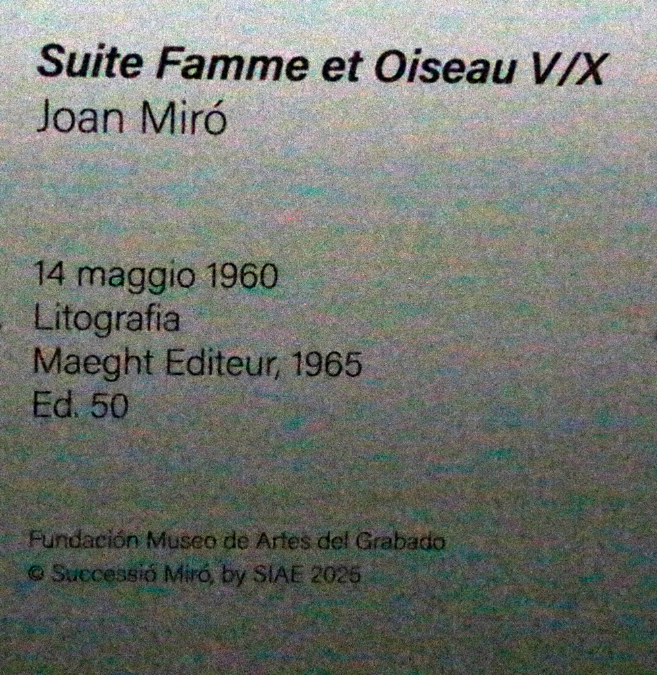 Suite Famme et Oiseau V/X
Joan Miró
14 maggio 1960
Litografia
Maeght Editeur, 1965
Ed. 50
Fundación Museo de Artes del Grabado
© Successió Miró, by SIAE 2025